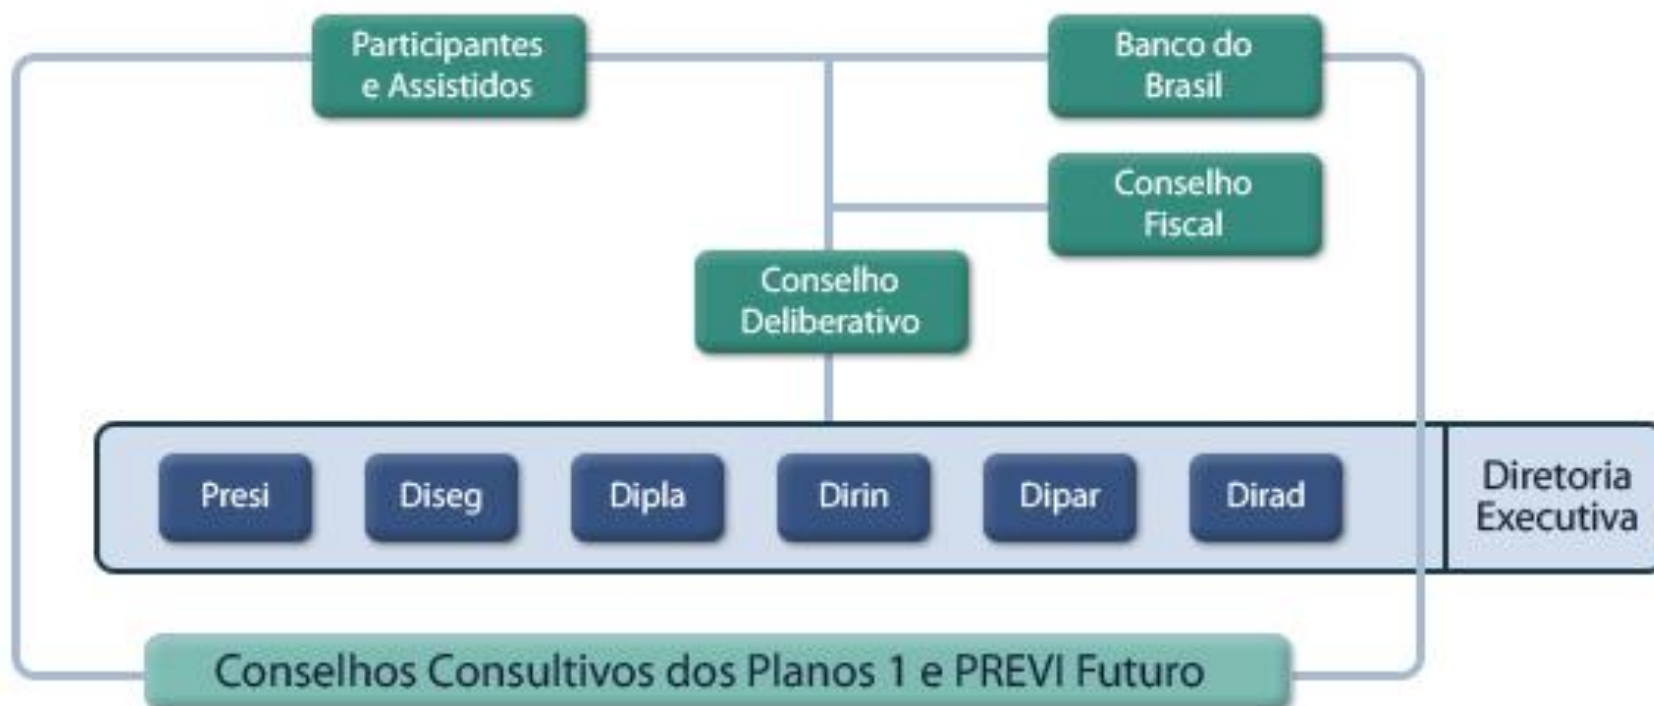 Participantes
e Assistidos
Banco do
Brasil
Conselho
Fiscal
Conselho
Deliberativo
Presi
Diseg
Dipla
Dirin
Dipar
Dirad
Diretoria
Executiva
Conselhos Consultivos dos Planos 1 e PREVI Futuro